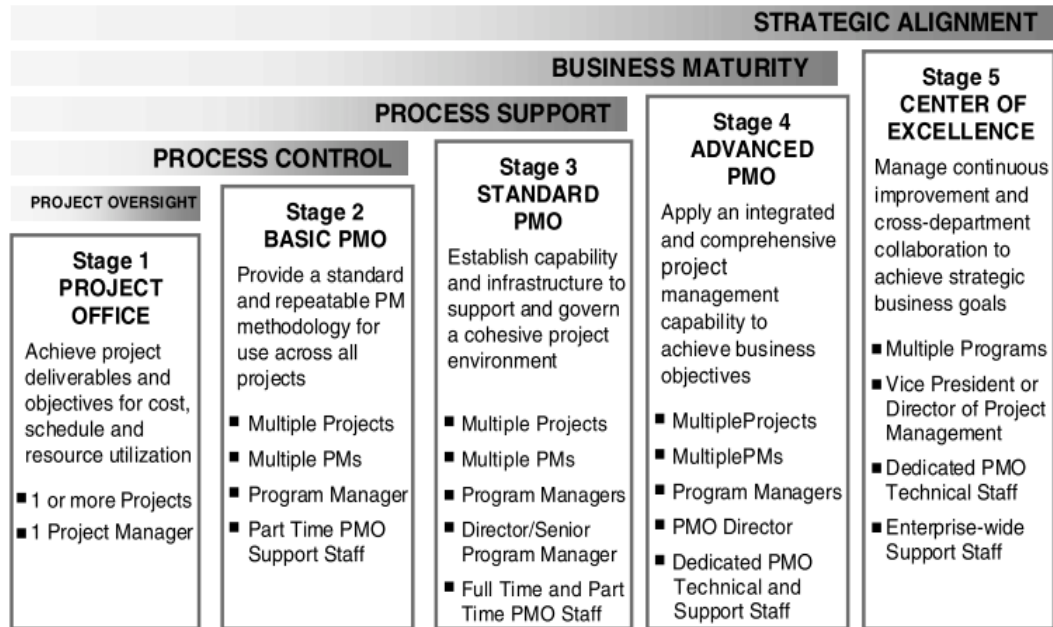 STRATEGIC ALIGNMENT
BUSINESS MATURITY
PROCESS SUPPORT
PROCESS CONTROL
PROJECT OVERSIGHT
Stage 1
PROJECT
OFFICE
Achieve project
deliverables and
objectives for cost,
schedule and
resource utilization
■ 1 or more Projects
■ 1 Project Manager
Stage 2
BASIC PMO
Provide a standard
and repeatable PM
methodology for
use across all
projects
■ Multiple Projects
■ Multiple PMs
■ Program Manager
■ Part Time PMO
Support Staff
Stage 3
STANDARD
PMO
Establish capability
and infrastructure to
support and govern
a cohesive project
environment
■ Multiple Projects
■ Multiple PMs
■ Program Managers
■ Director/Senior
Program Manager
■ Full Time and Part
Time PMO Staff
Stage 4
ADVANCED
PMO
Apply an integrated
and comprehensive
project
management
capability to
achieve business
objectives
■ MultipleProjects
■ MultiplePMs
■ Program Managers
■ PMO Director
■ Dedicated PMO
Technical and
Support Staff
Stage 5
CENTER OF
EXCELLENCE
Manage continuous
improvement and
cross-department
collaboration to
achieve strategic
business goals
■ Multiple Programs
■ Vice President or
Director of Project
Management
■ Dedicated PMO
Technical Staff
■ Enterprise-wide
Support Staff